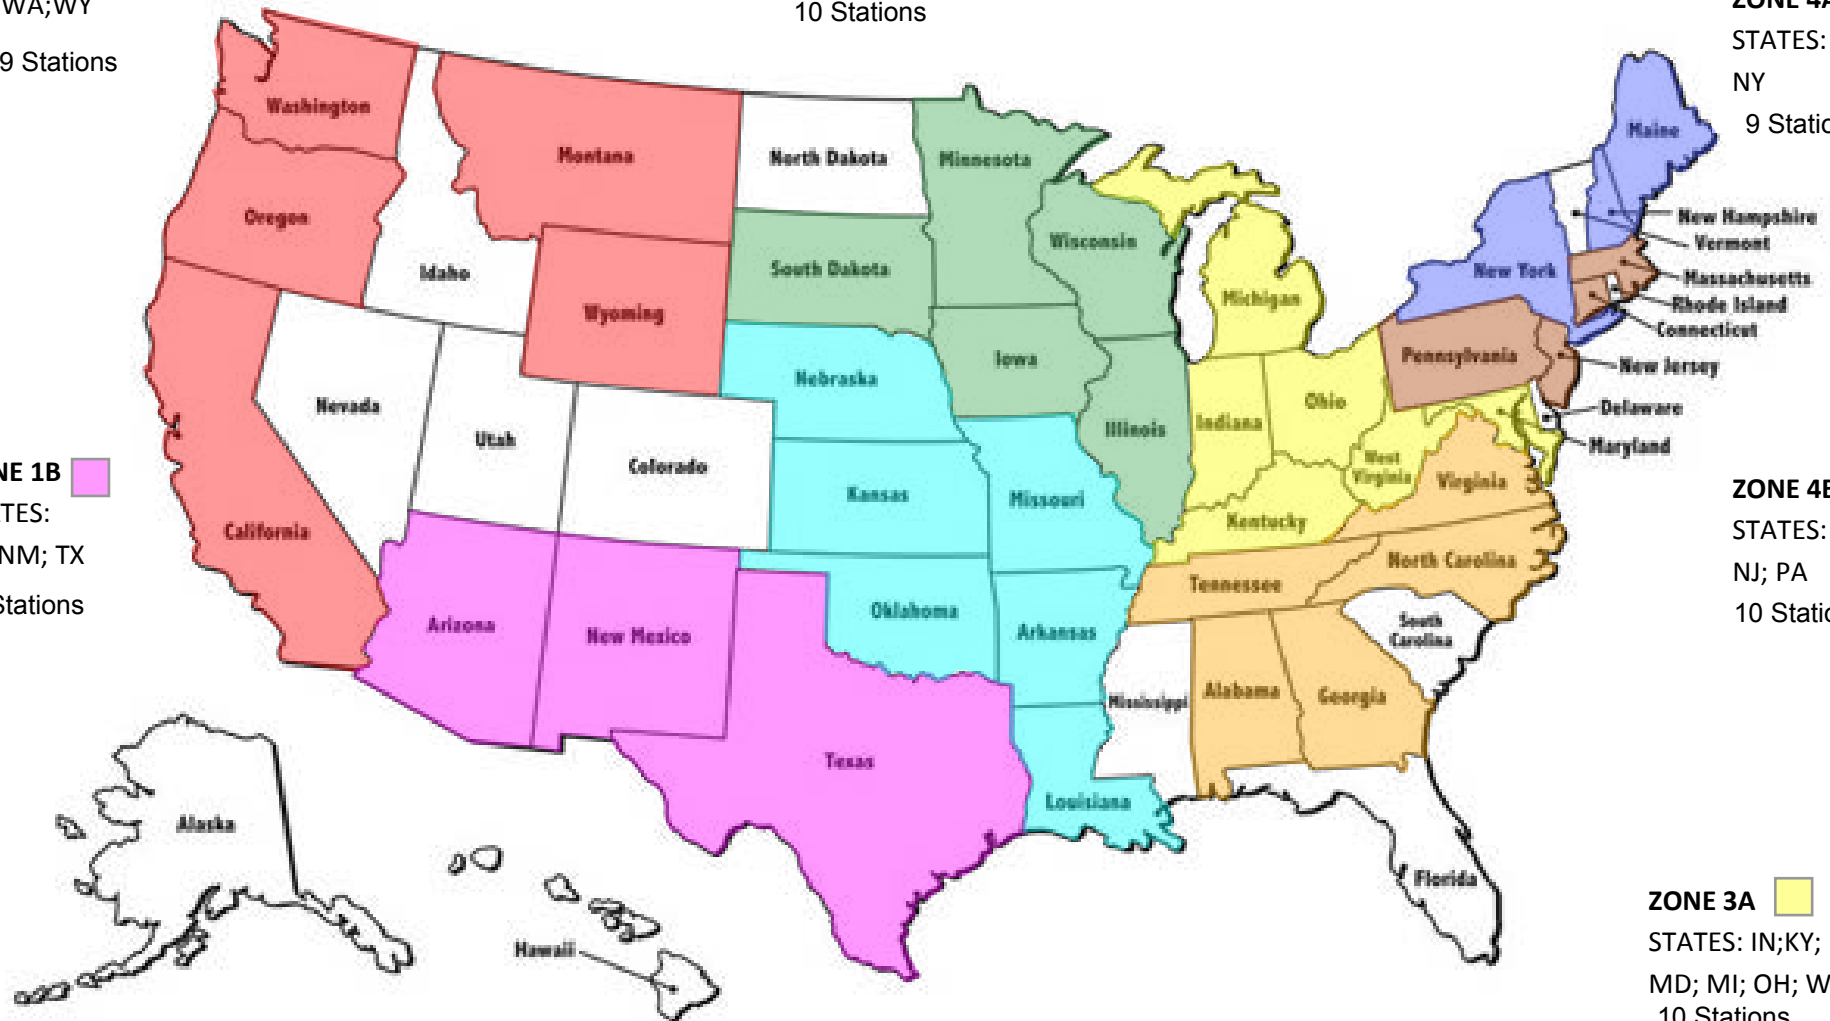 WA;WY
9 Stations
10 Stations
ZONE 4A
STATES:
NY
9 Static
Washington
Montana
North Dakota
Minnesota
Maine
Oregon
Idaho
Wisconsin
South Dakota
Wyoming
Michigan
New York
New Hampshire
Vermont
Massachusetts
Rhode Island
Connecticut
Pennsylvania
New Jersey
Iowa
Nebraska
Nevada
Utah
Colorado
Illinois
Indiana
Ohio
Delaware
Maryland
West
Virginia
Virginia
Kansas
Missouri
Kentucky
California
NE 1B
TES:
NM; TX
Stations
ZONE 4B
STATES:
NJ; PA
10 Static
North Carolina
Tennessee
Arizona
New Mexico
Oklahoma
Arkansas
South
Carolina
Mississippi
Alabama
Georgia
Texas
Louisiana
Alaska
Florida
Hawaii
ZONE 3A
STATES: IN;KY;
MD; MI; OH; W
10 Stations